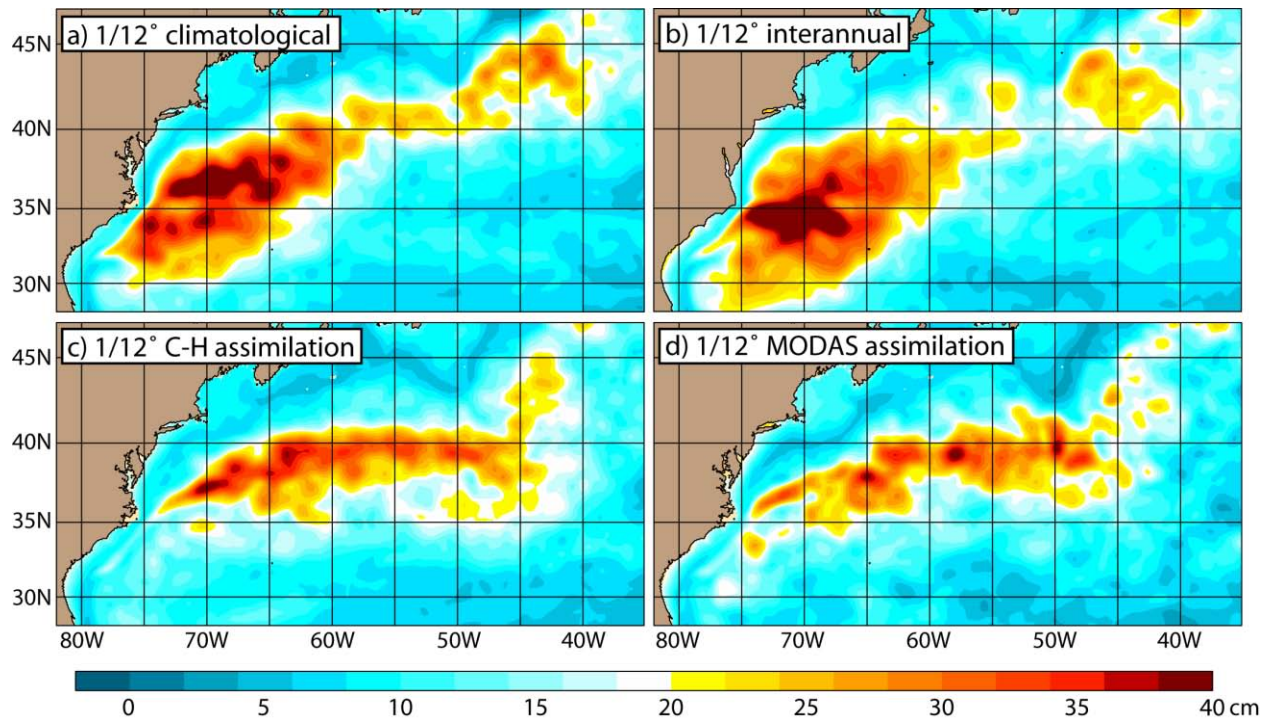 a) 1/12° climatological
b) 1/12° interannual
45N
40N
35N
30N
c) 1/12° C-H assimilation
d) 1/12° MODAS assimilation
45N
40N
35N
30N
80W 70W 60W 50W 40W 80W 70W 60W 50W 40W
0 5 10 15 20 25 30 35 40 cm